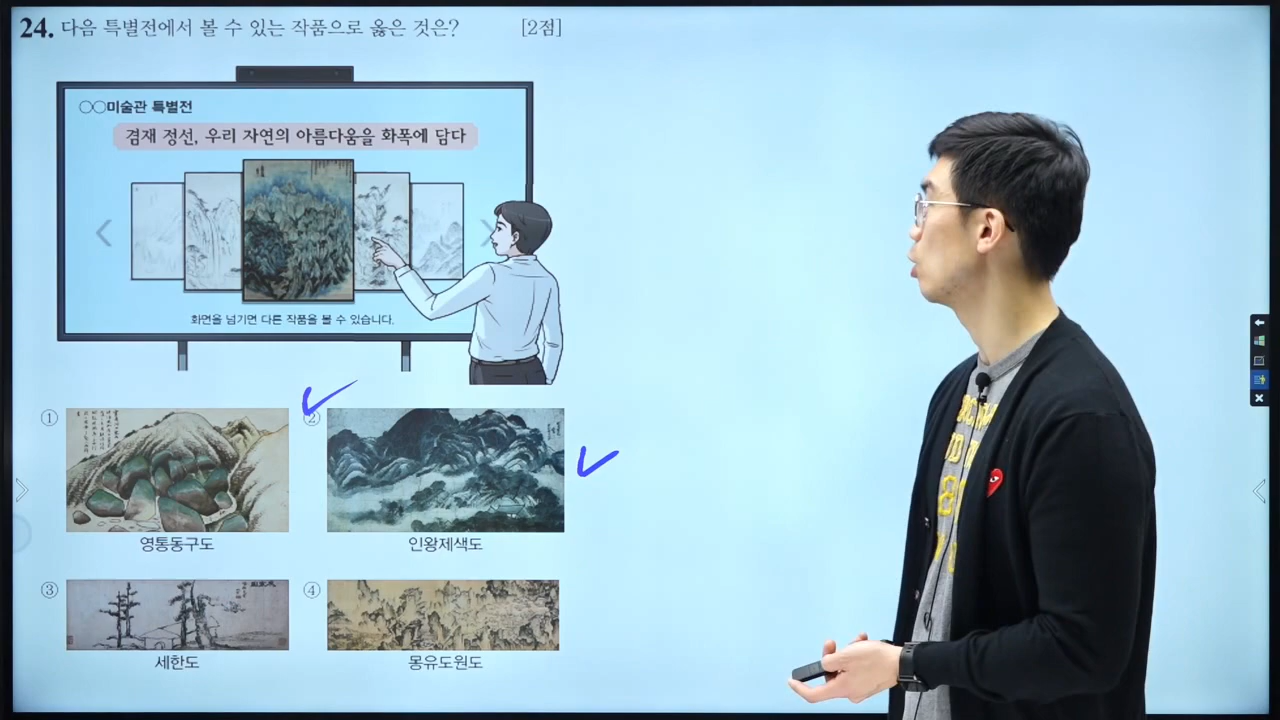 24. 다음 특별전에서 볼 수 있는 작품으로 옳은 것은? [2점]
○○미술관 특별전
겸재 정선, 우리 자연의 아름다움을 화폭에 담다
화면을 넘기면 다른 작품을 볼 수 있습니다.
①
영통동구도
②
인왕제색도
③
세한도
④
몽유도원도